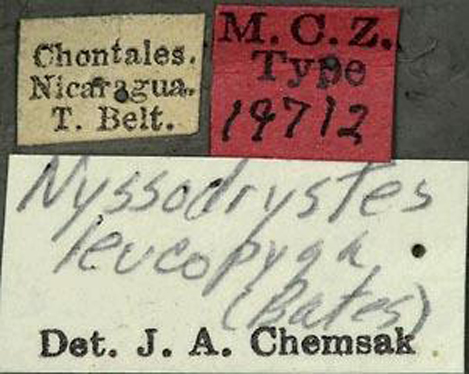 Chontales.
Nicaragua.
T. Belt.
M. C. Z.
Type
19712
Nyssodrystes
leucopyga
(Bates)
Det. J. A. Chemsak